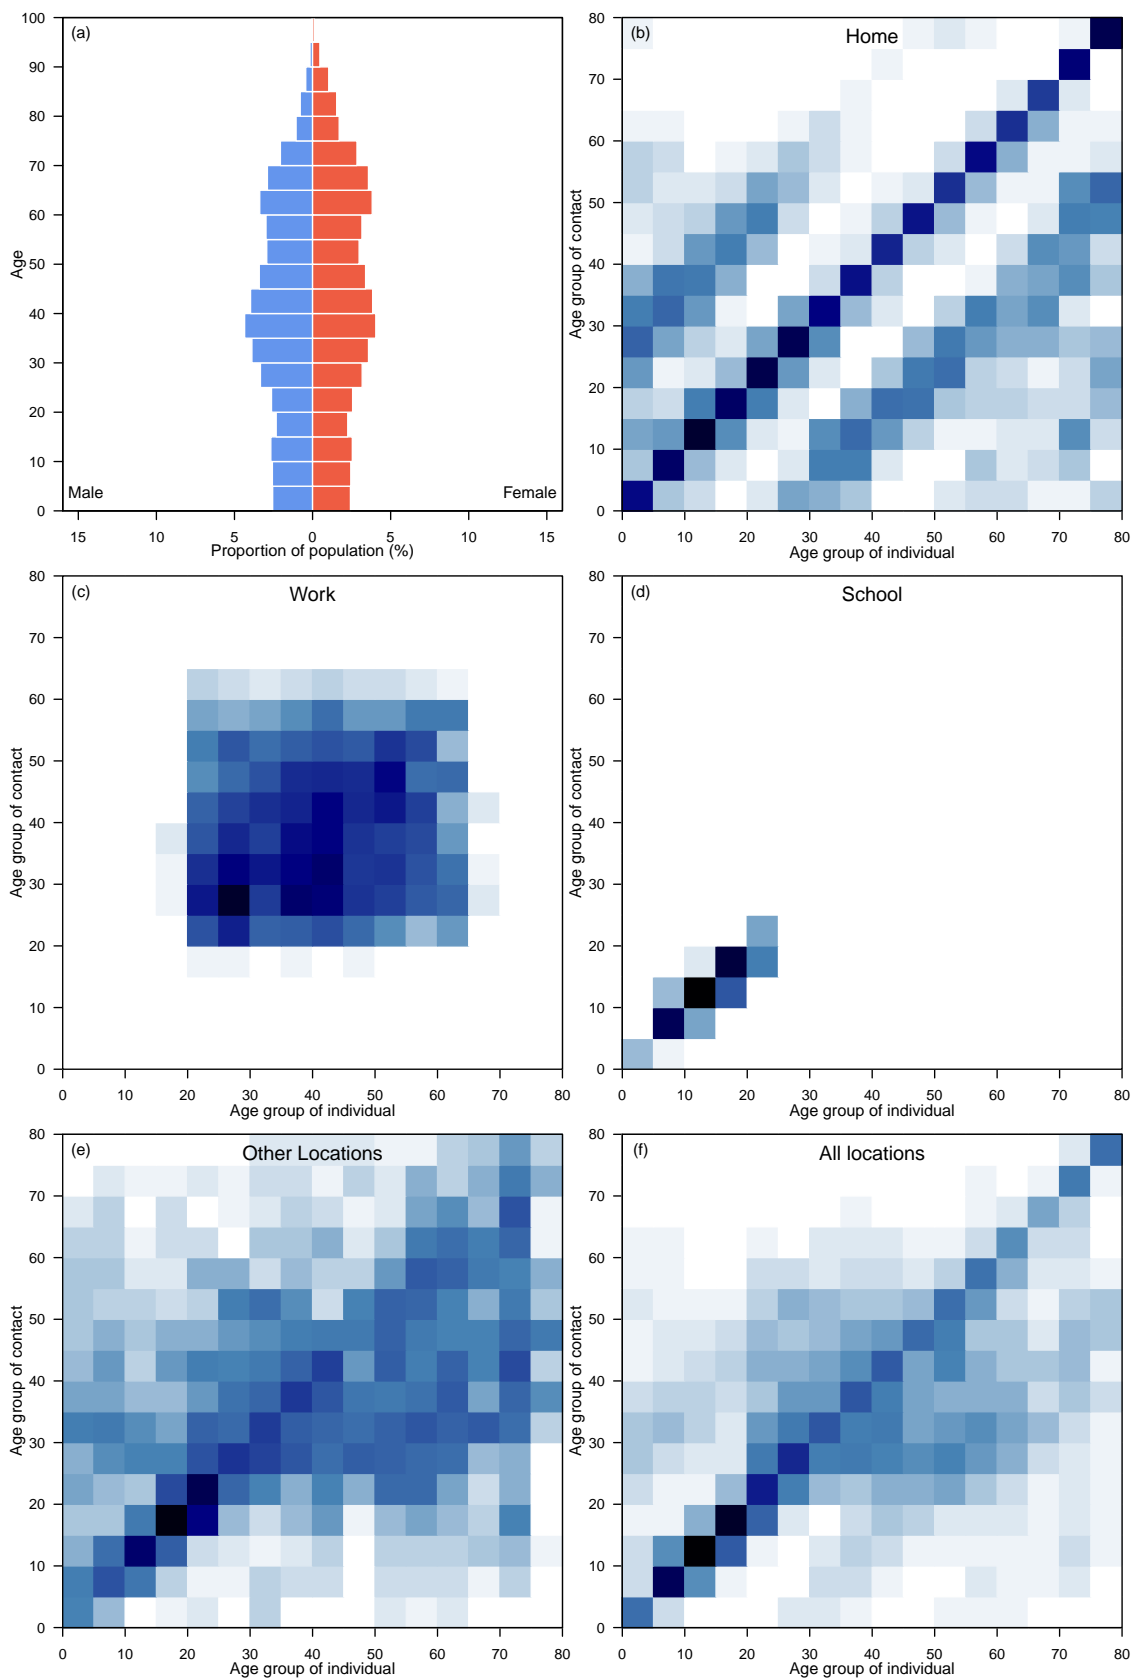 (a)
100
90
80
70
60
50
40
30
20
10
0
Age
Male
Female
15
10
5
0
5
10
15
Proportion of population (%)
(b)
Home
80
70
60
50
40
30
20
10
0
Age group of contact
0 10 20 30 40 50 60 70 80
Age group of individual
(c)
Work
80
70
60
50
40
30
20
10
0
Age group of contact
0 10 20 30 40 50 60 70 80
Age group of individual
(d)
School
80
70
60
50
40
30
20
10
0
Age group of contact
0 10 20 30 40 50 60 70 80
Age group of individual
(e)
Other Locations
80
70
60
50
40
30
20
10
0
Age group of contact
0 10 20 30 40 50 60 70 80
Age group of individual
(f)
All locations
80
70
60
50
40
30
20
10
0
Age group of contact
0 10 20 30 40 50 60 70 80
Age group of individual